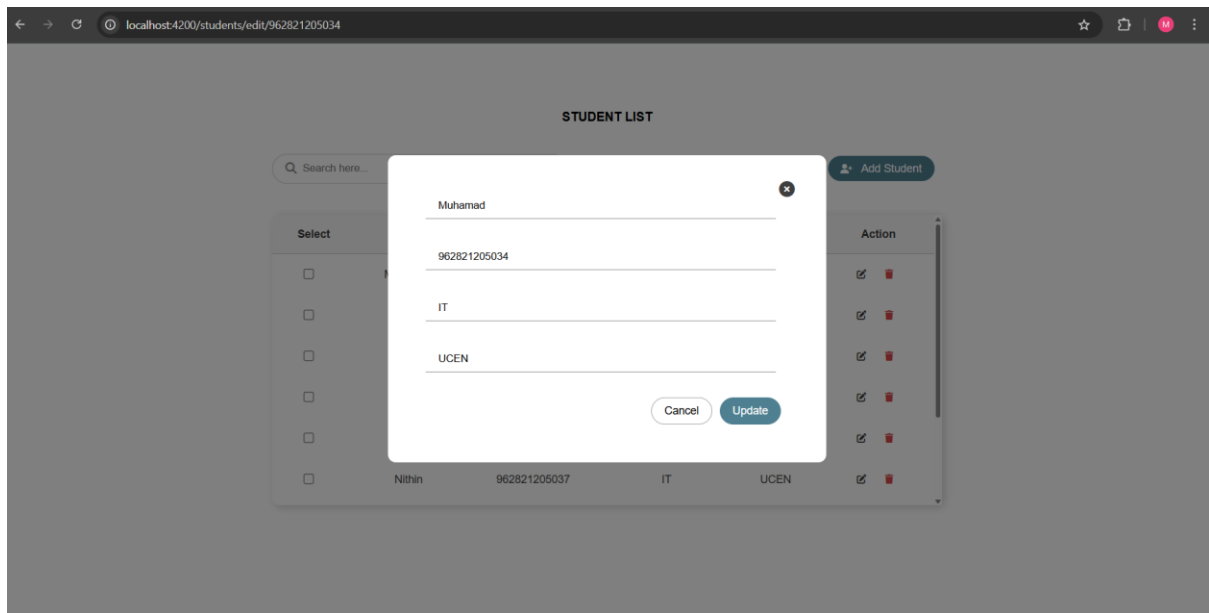 localhost:4200/students/edit/962821205034
M
STUDENT LIST
Search here...
Add Student
Select
Action
Muhamad
962821205034
IT
UCEN
Cancel
Update
Nithin 962821205037 IT UCEN